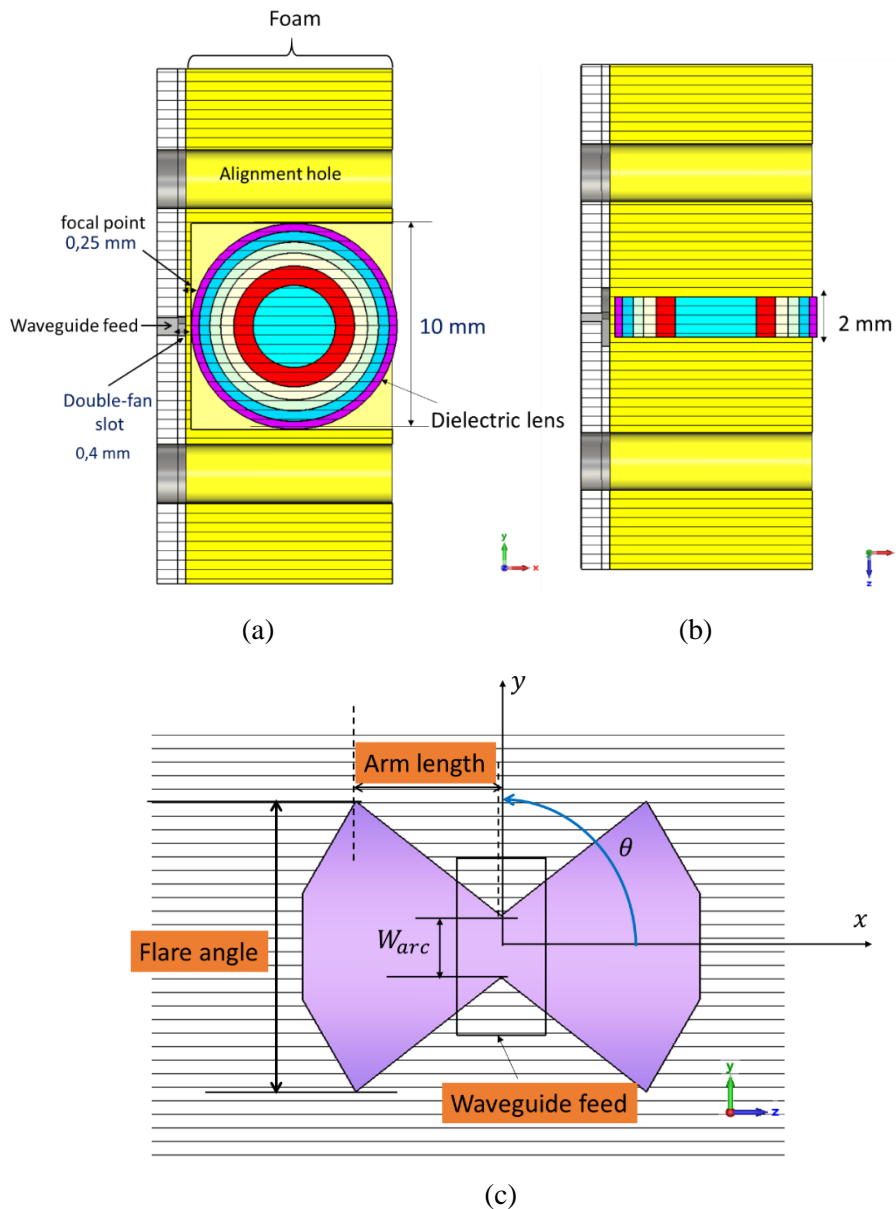 Foam
Alignment hole
focal point
0,25 mm
Waveguide feed
10 mm
2 mm
Double-fan
slot
0,4 mm
Dielectric lens
y
x
z
y
z
(a)
(b)
y
Arm length
θ
W_arc
x
Flare angle
Waveguide feed
y
z
(c)